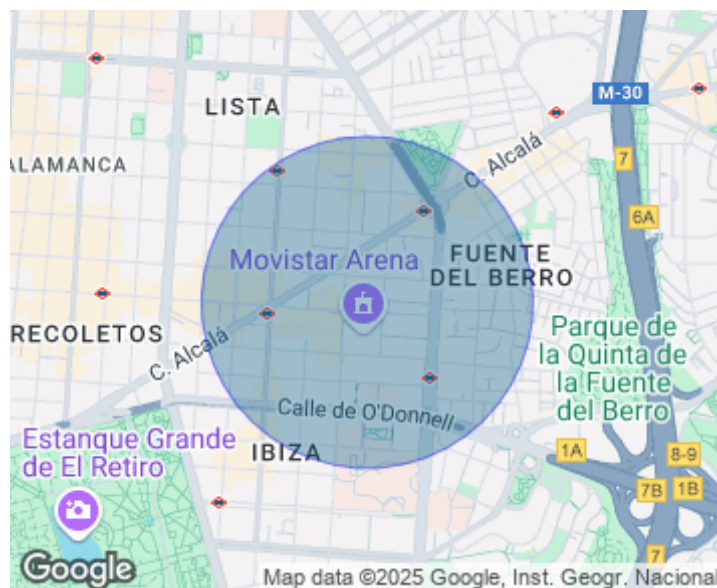 M-30
LISTA
7
ALAMANCA
C. Alcalá
6A
Movistar Arena
FUENTE
DEL BERRO
RECOLETOS
C. Alcalá
Parque de
la Quinta de
la Fuente
del Berro
Calle de O'Donnell
Estanque Grande
de El Retiro
IBIZA
1A
8-9
7B
1B
7
Google
Map data ©2025 Google, Inst. Geogr. Nacional